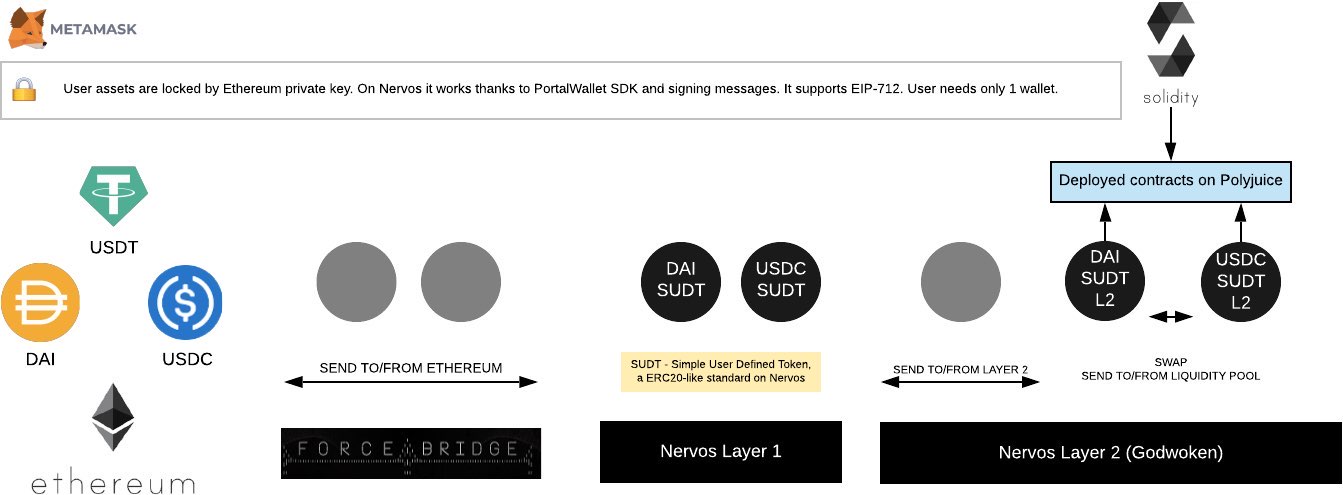 METAMASK
User assets are locked by Ethereum private key. On Nervos it works thanks to PortalWallet SDK and signing messages. It supports EIP-712. User needs only 1 wallet.
solidity
Deployed contracts on Polyjuice
USDT
DAI
USDC
DAI
SUDT
USDC
SUDT
DAI
SUDT
L2
USDC
SUDT
L2
SEND TO/FROM ETHEREUM
SUDT - Simple User Defined Token,
a ERC20-like standard on Nervos
SEND TO/FROM LAYER 2
SWAP
SEND TO/FROM LIQUIDITY POOL
ethereum
FORCE BRIDGE
Nervos Layer 1
Nervos Layer 2 (Godwoken)